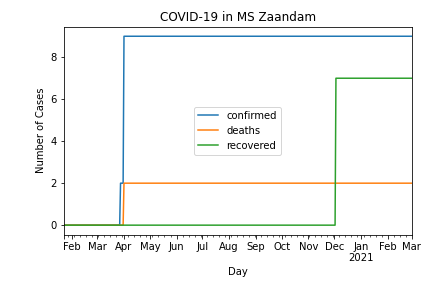 COVID-19 in MS Zaandam
Number of Cases
8
6
4
2
0
confirmed
deaths
recovered
Feb Mar Apr May Jun Jul Aug Sep Oct Nov Dec Jan Feb Mar
2021
Day